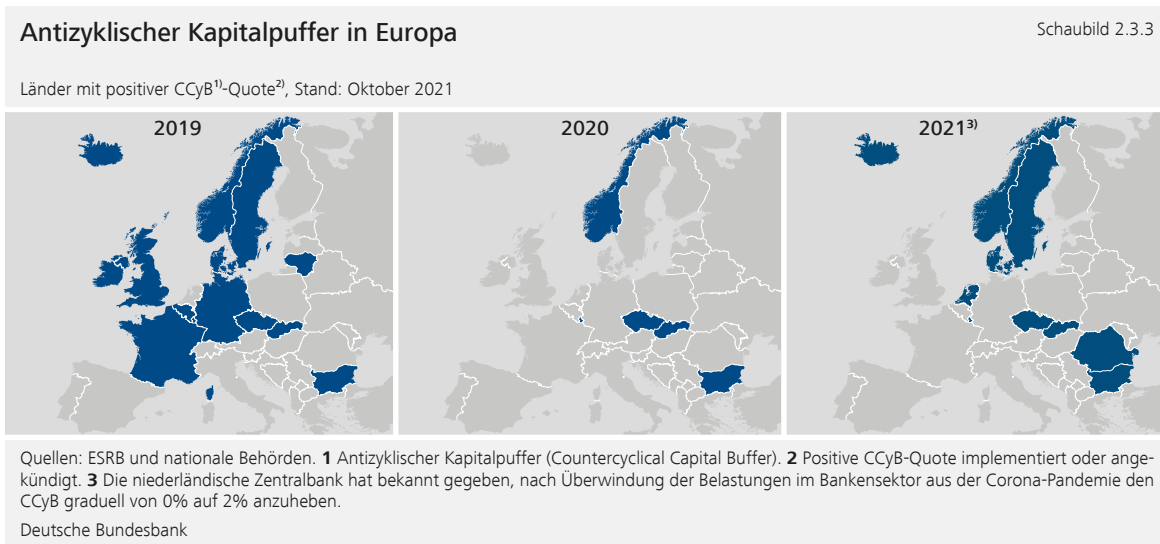 Antizyklischer Kapitalpuffer in Europa
Schaubild 2.3.3
Länder mit positiver CCyB¹⁾-Quote²⁾, Stand: Oktober 2021
2019
2020
2021³⁾
Quellen: ESRB und nationale Behörden. 1 Antizyklischer Kapitalpuffer (Countercyclical Capital Buffer). 2 Positive CCyB-Quote implementiert oder ange-
kündigt. 3 Die niederländische Zentralbank hat bekannt gegeben, nach Überwindung der Belastungen im Bankensektor aus der Corona-Pandemie den
CCyB graduell von 0% auf 2% anzuheben.
Deutsche Bundesbank